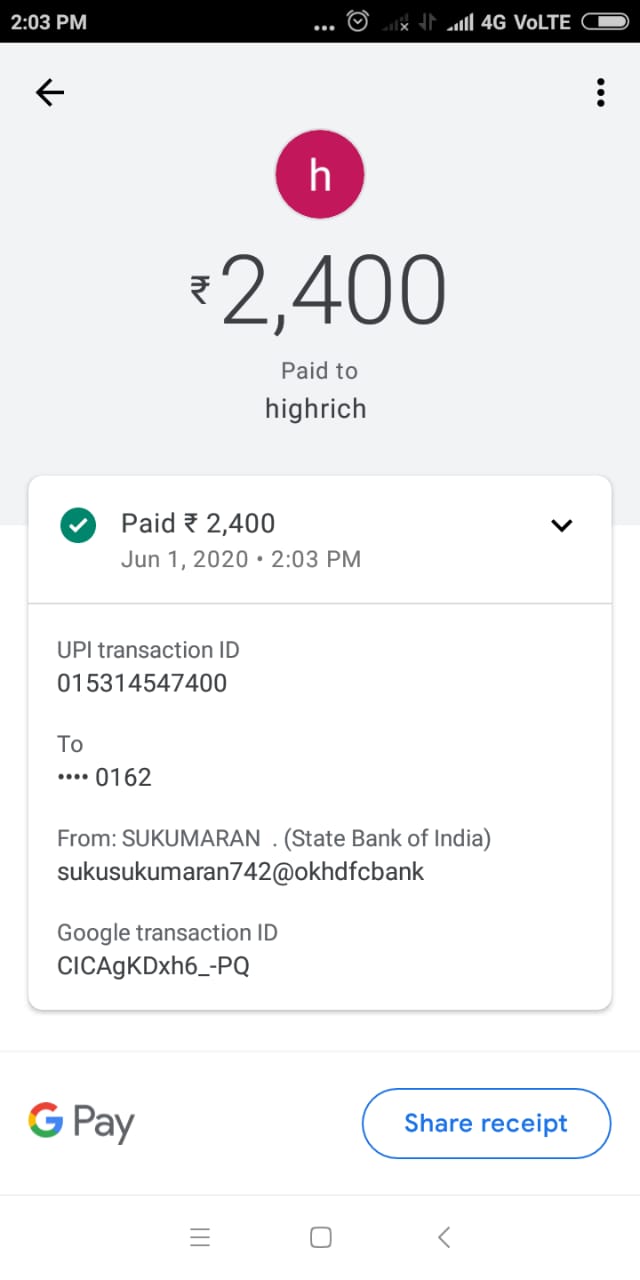 2:03 PM
4G VoLTE
h
₹2,400
Paid to
highrich
Paid ₹ 2,400
Jun 1, 2020 • 2:03 PM
UPI transaction ID
015314547400
To
•••• 0162
From: SUKUMARAN . (State Bank of India)
sukusukumaran742@okhdfcbank
Google transaction ID
CICAgKDxh6_-PQ
G Pay
Share receipt